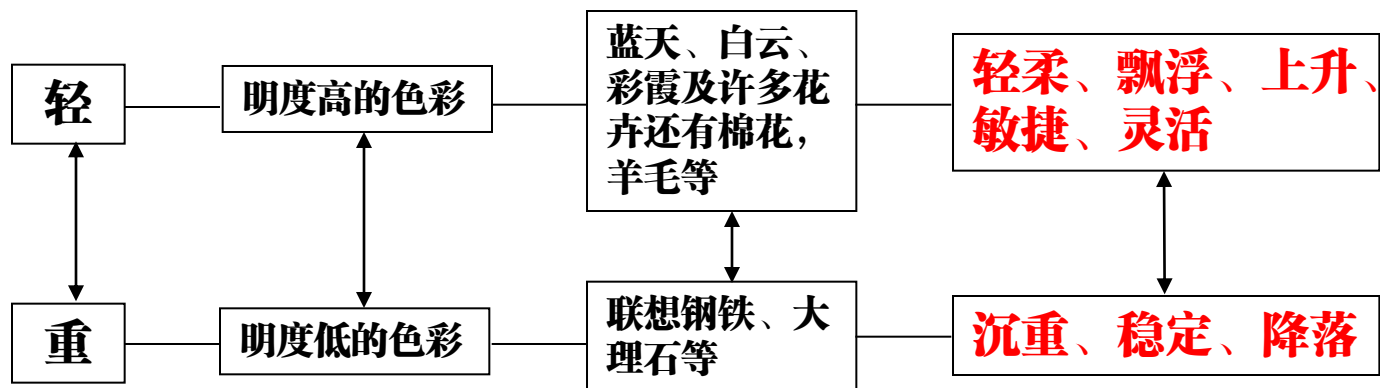 轻
明度高的色彩
蓝天、白云、
彩霞及许多花
卉还有棉花，
羊毛等
轻柔、飘浮、上升、
敏捷、灵活
重
明度低的色彩
联想钢铁、大
理石等
沉重、稳定、降落